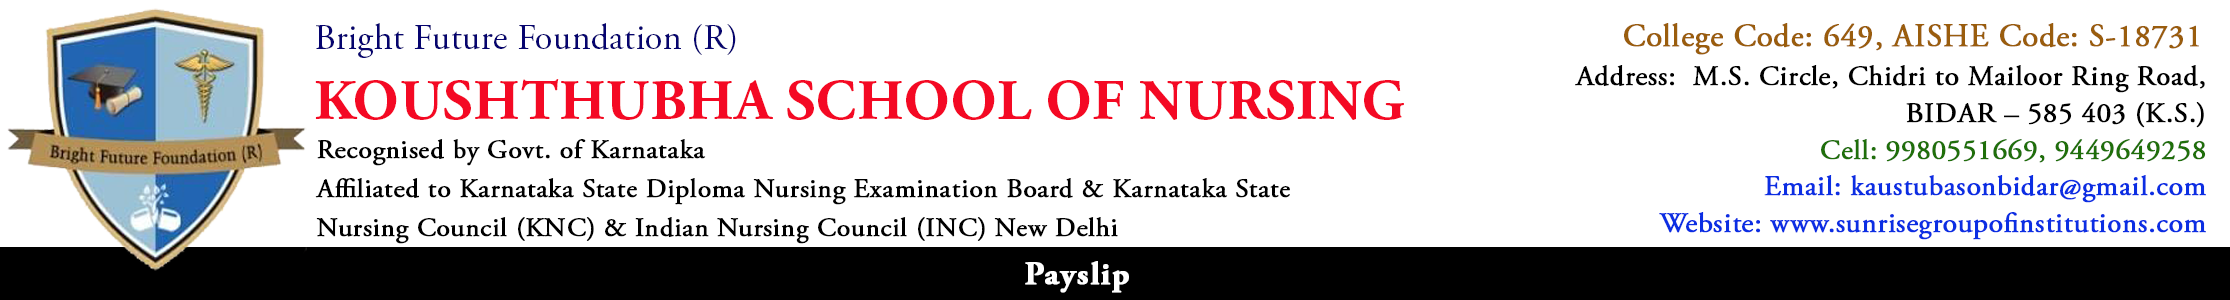 Bright Future Foundation (R)
Bright Future Foundation (R)
KOUSHTHUBHA SCHOOL OF NURSING
Recognised by Govt. of Karnataka
Affiliated to Karnataka State Diploma Nursing Examination Board & Karnataka State
Nursing Council (KNC) & Indian Nursing Council (INC) New Delhi
College Code: 649, AISHE Code: S-18731
Address: M.S. Circle, Chidri to Mailoor Ring Road,
BIDAR – 585 403 (K.S.)
Cell: 9980551669, 9449649258
Email: kaustubasonbidar@gmail.com
Website: www.sunrisegroupofinstitutions.com
Payslip